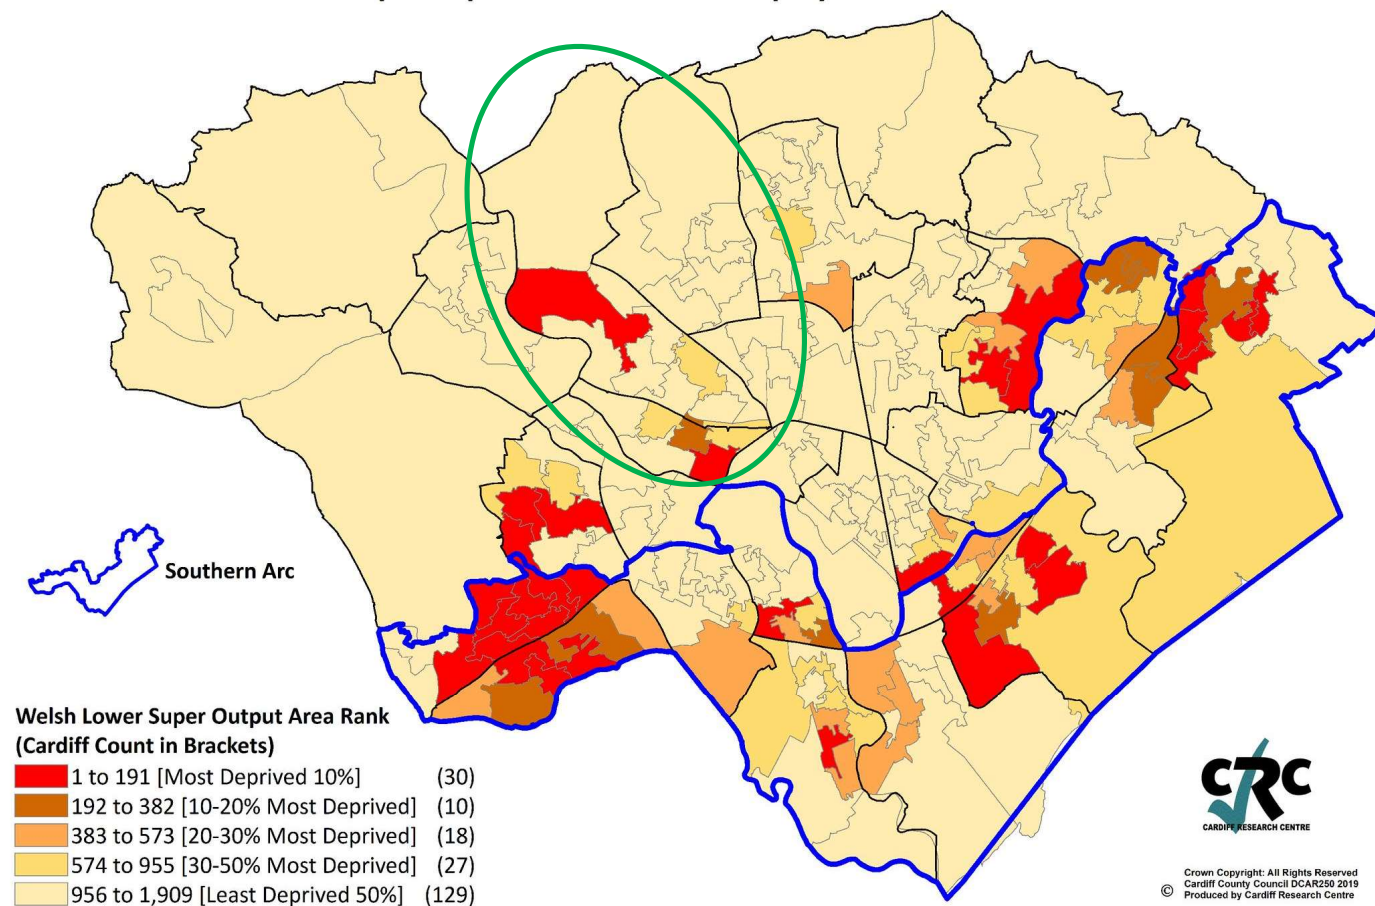 Southern Arc
Welsh Lower Super Output Area Rank
(Cardiff Count in Brackets)
1 to 191 [Most Deprived 10%] (30)
192 to 382 [10-20% Most Deprived] (10)
383 to 573 [20-30% Most Deprived] (18)
574 to 955 [30-50% Most Deprived] (27)
956 to 1,909 [Least Deprived 50%] (129)
CRC
CARDIFF RESEARCH CENTRE
Crown Copyright: All Rights Reserved
Cardiff County Council DCAR250 2019
© Produced by Cardiff Research Centre